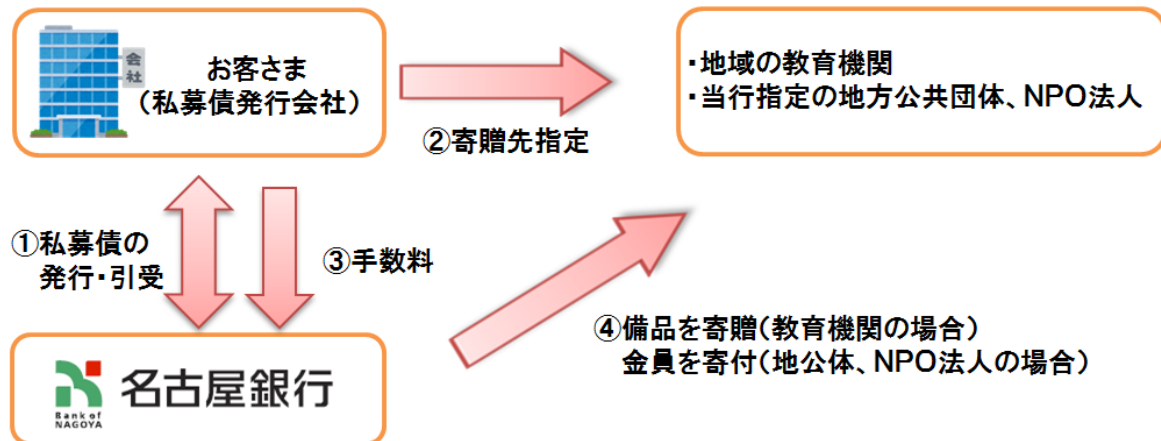 会社
お客さま
（私募債発行会社）
・地域の教育機関
・当行指定の地方公共団体、NPO法人
②寄贈先指定
①私募債の
発行・引受
③手数料
④備品を寄贈（教育機関の場合）
金員を寄付（地公体、NPO法人の場合）
Bank of
NAGOYA
名古屋銀行